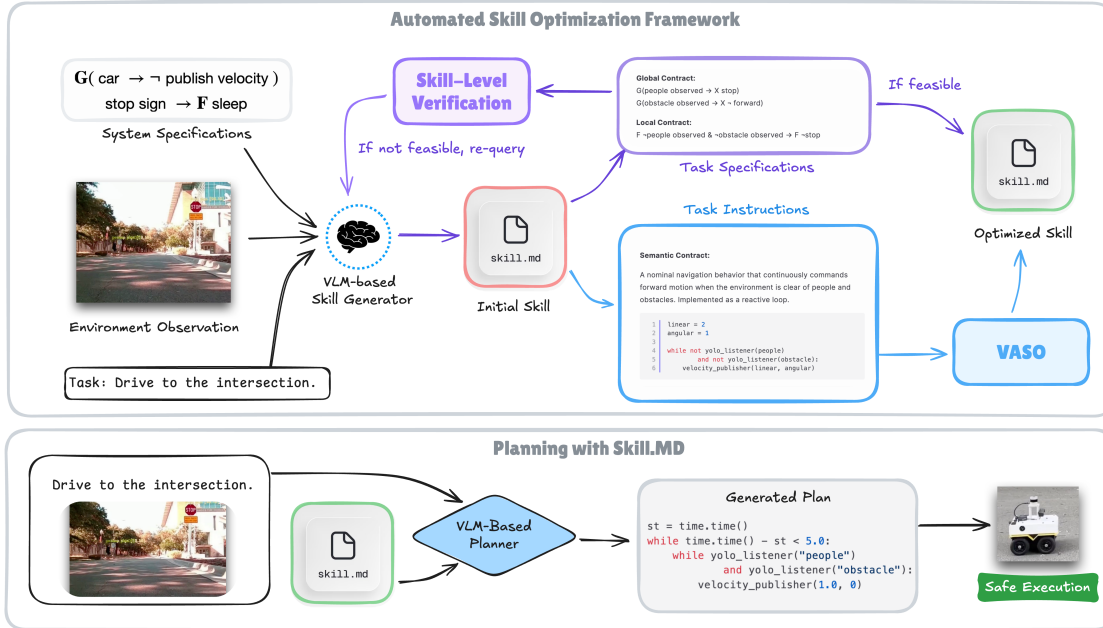 Automated Skill Optimization Framework
G( car → ¬ publish velocity )
stop sign → F sleep
System Specifications
STOP
Environment Observation
Task: Drive to the intersection.
VLM-based
Skill Generator
Skill-Level
Verification
If not feasible, re-query
skill.md
Initial Skill
Global Contract:
G(people observed → X stop)
G(obstacle observed → X ¬ forward)
Local Contract:
F ¬people observed & ¬obstacle observed → F ¬stop
Task Specifications
Task Instructions
Semantic Contract:
A nominal navigation behavior that continuously commands
forward motion when the environment is clear of people and
obstacles. Implemented as a reactive loop.
1 linear = 2
2 angular = 1
3
4 while not yolo_listener(people)
5 and not yolo_listener(obstacle):
6 velocity_publisher(linear, angular)
If feasible
skill.md
Optimized Skill
VASO
Planning with Skill.MD
Drive to the intersection.
STOP
skill.md
VLM-Based
Planner
Generated Plan
st = time.time()
while time.time() - st < 5.0:
while yolo_listener("people")
and yolo_listener("obstacle"):
velocity_publisher(1.0, 0)
Safe Execution